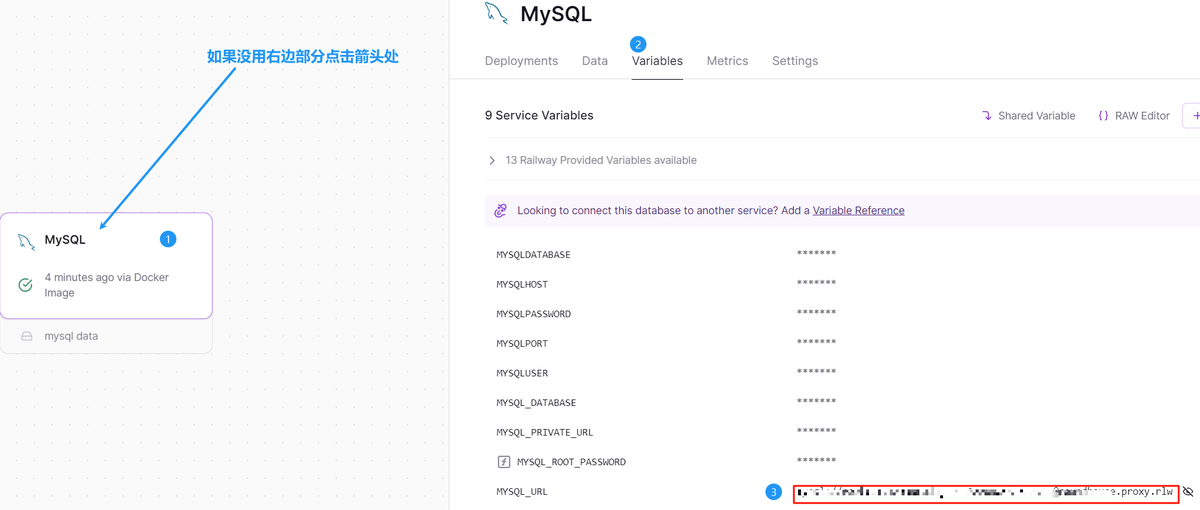 如果没用右边部分点击箭头处
MySQL
1
4 minutes ago via Docker
Image
mysql data
MySQL
2
Deployments Data Variables Metrics Settings
9 Service Variables Shared Variable {} RAW Editor +
13 Railway Provided Variables available
Looking to connect this database to another service? Add a Variable Reference
MYSQLDATABASE *******
MYSQLHOST *******
MYSQLPASSWORD *******
MYSQLPORT *******
MYSQLUSER *******
MYSQL_DATABASE *******
MYSQL_PRIVATE_URL *******
MYSQL_ROOT_PASSWORD *******
MYSQL_URL 3 .proxy.rlw